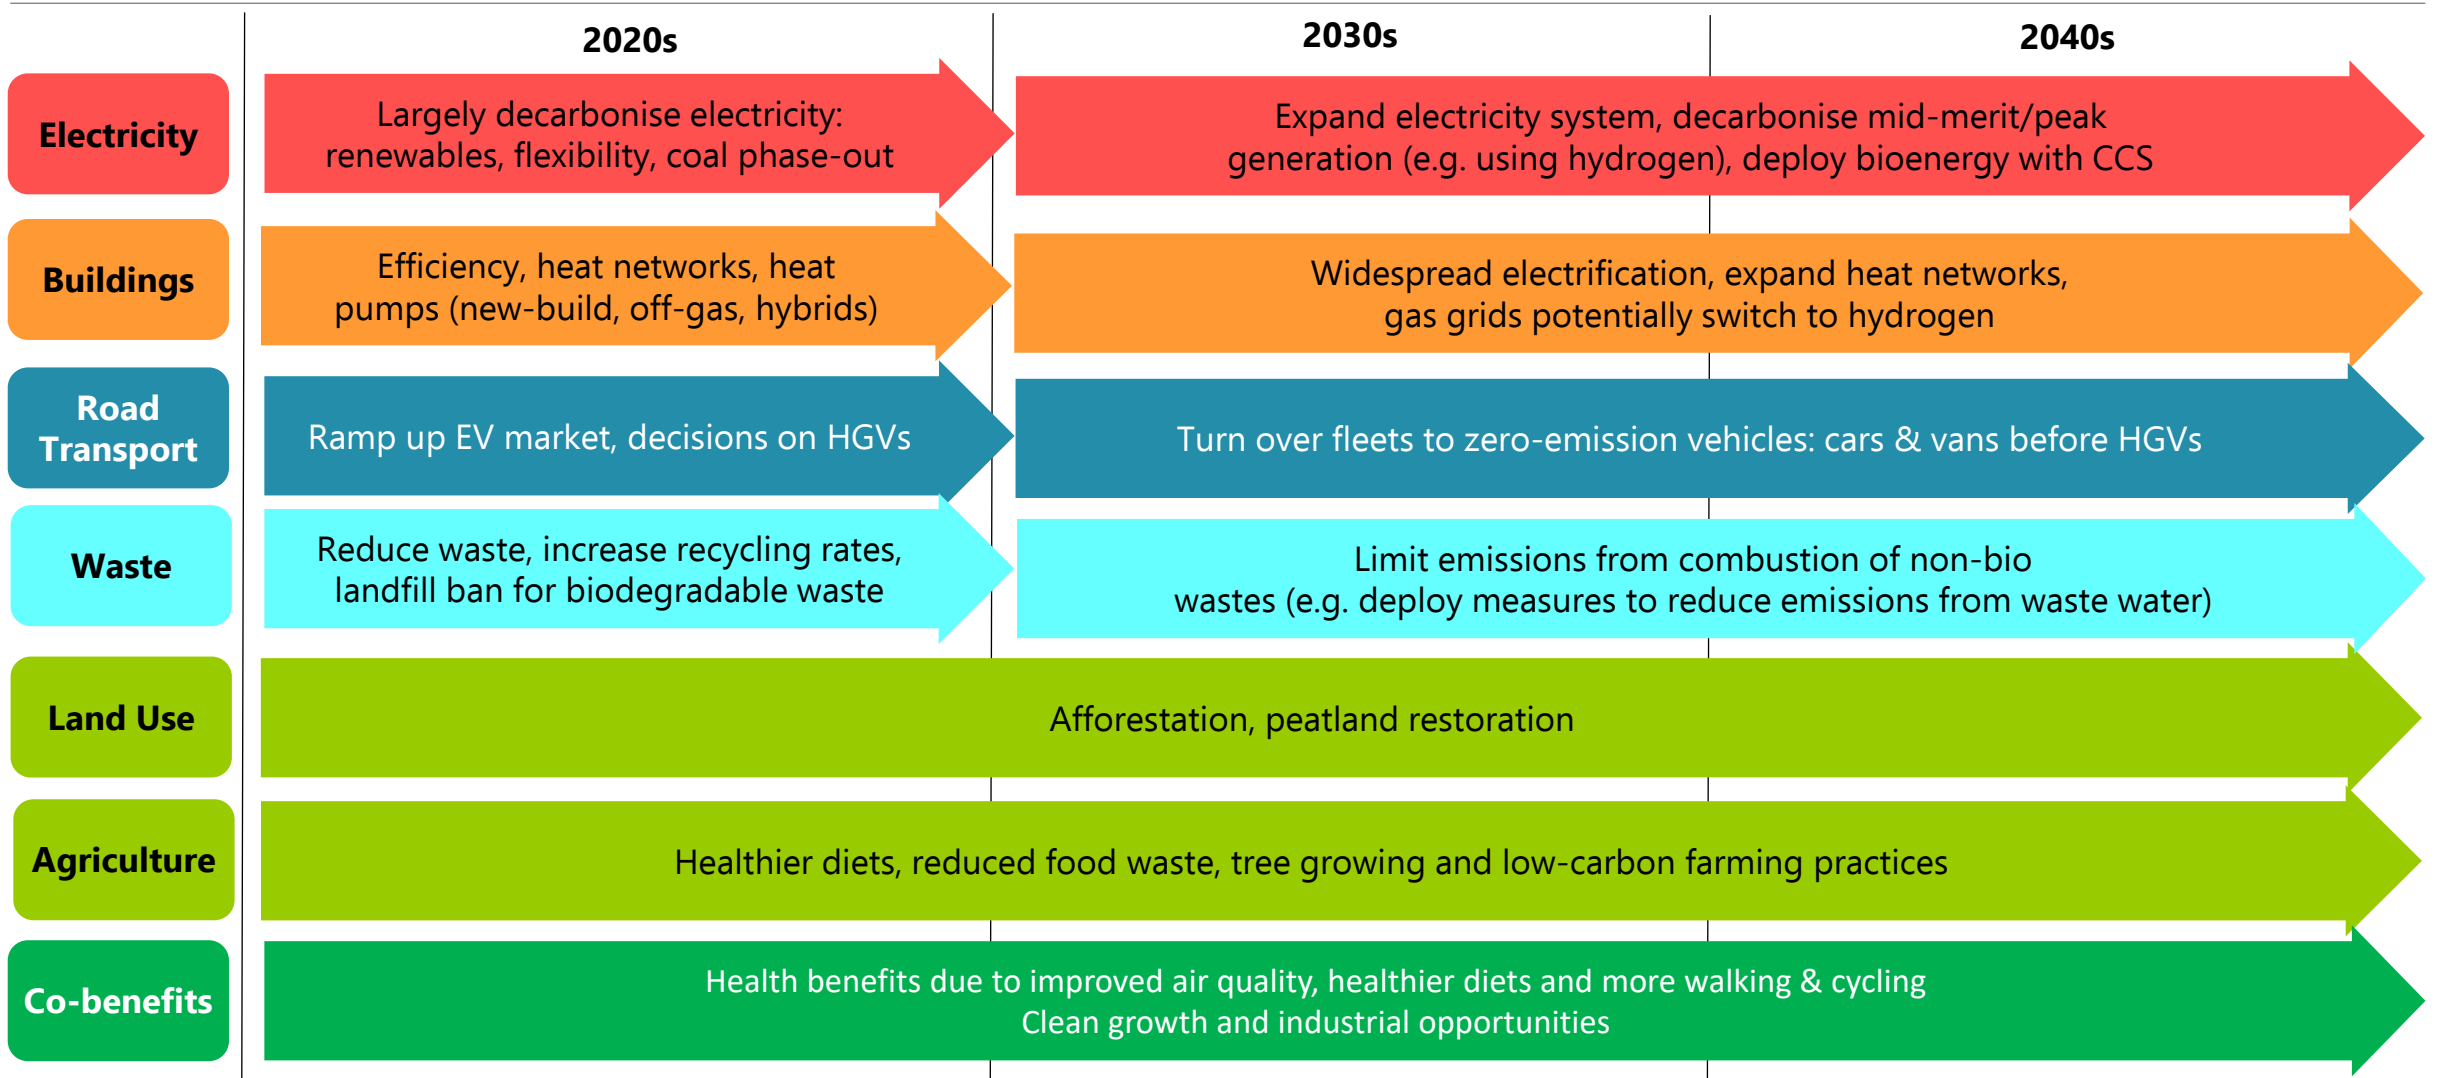 2020s
2030s
2040s
Electricity
Largely decarbonise electricity:
renewables, flexibility, coal phase-out
Expand electricity system, decarbonise mid-merit/peak
generation (e.g. using hydrogen), deploy bioenergy with CCS
Buildings
Efficiency, heat networks, heat
pumps (new-build, off-gas, hybrids)
Widespread electrification, expand heat networks,
gas grids potentially switch to hydrogen
Road
Transport
Ramp up EV market, decisions on HGVs
Turn over fleets to zero-emission vehicles: cars & vans before HGVs
Waste
Reduce waste, increase recycling rates,
landfill ban for biodegradable waste
Limit emissions from combustion of non-bio
wastes (e.g. deploy measures to reduce emissions from waste water)
Land Use
Afforestation, peatland restoration
Agriculture
Healthier diets, reduced food waste, tree growing and low-carbon farming practices
Co-benefits
Health benefits due to improved air quality, healthier diets and more walking & cycling
Clean growth and industrial opportunities